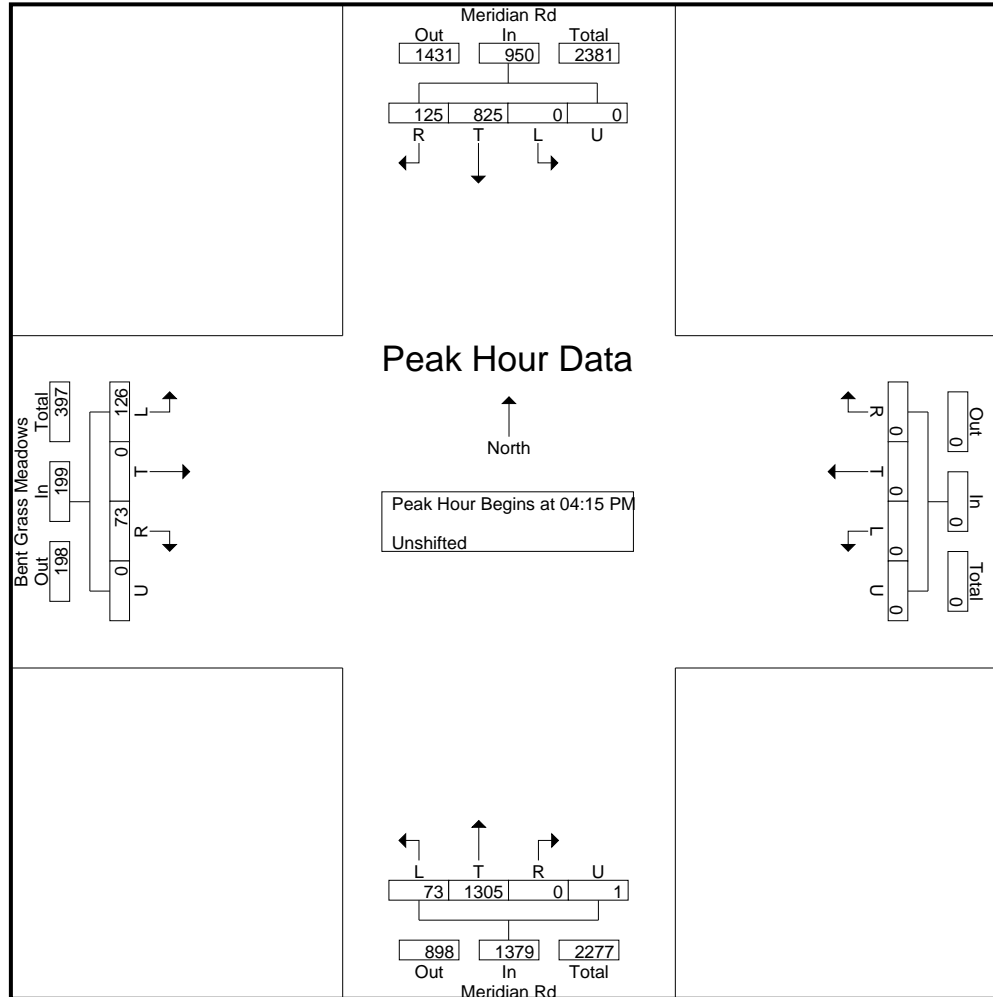 Meridian Rd
Out In Total
1431 950 2381
125 825 0 0
R T L U
Peak Hour Data
North
Peak Hour Begins at 04:15 PM
Unshifted
Bent Grass Meadows
Total In Out
397 199 198
126 0 73 0
L T R U
R T L U
0 0 0 0
Out In Total
0 0 0
L T R U
73 1305 0 1
898 1379 2277
Out In Total
Meridian Rd